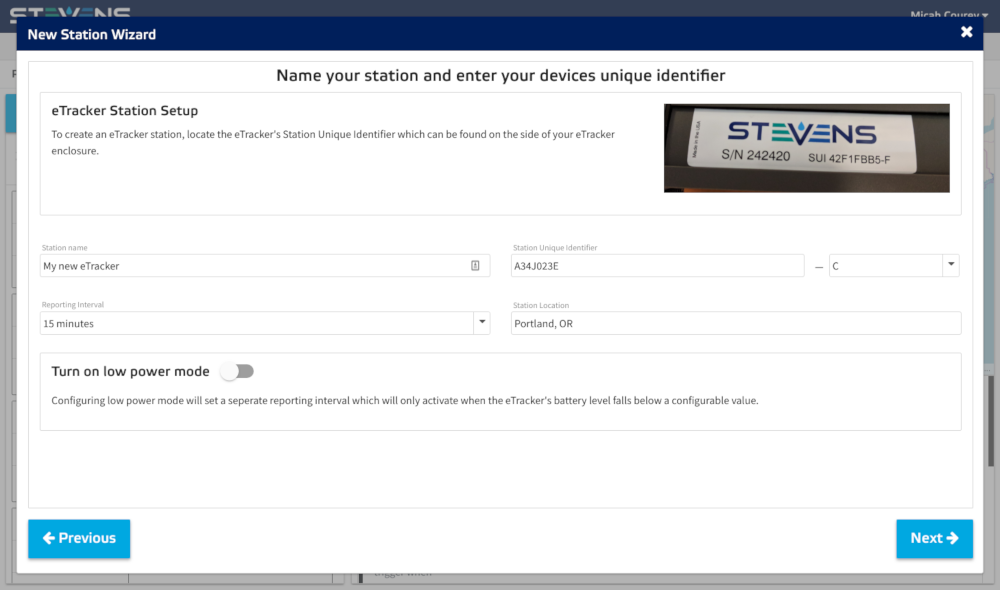 STEVENS
Micah Courey
New Station Wizard
Name your station and enter your devices unique identifier
eTracker Station Setup
To create an eTracker station, locate the eTracker's Station Unique Identifier which can be found on the side of your eTracker
enclosure.
Made in the USA
STEVENS
S/N 242420 SUI 42F1FBB5-F
Station name
My new eTracker
Station Unique Identifier
A34J023E – C
Reporting Interval
15 minutes
Station Location
Portland, OR
Turn on low power mode
Configuring low power mode will set a seperate reporting interval which will only activate when the eTracker's battery level falls below a configurable value.
Previous
Next
trigger when